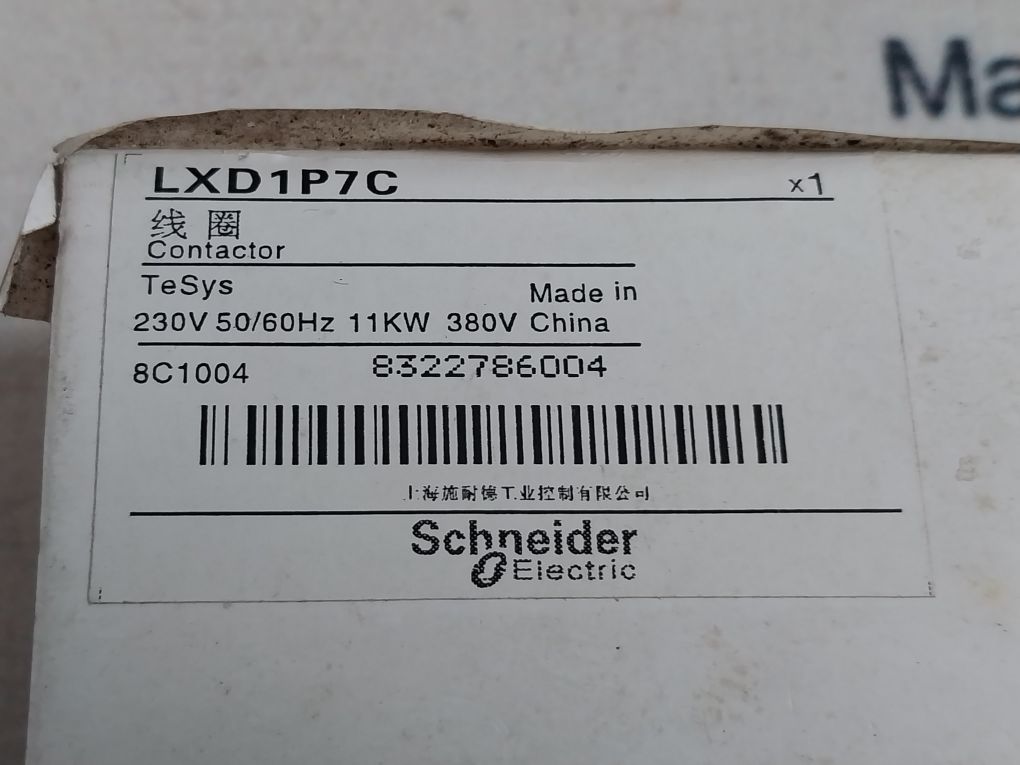 Ma
LXD1P7C x1
线圈
Contactor
TeSys Made in
230V 50/60Hz 11KW 380V China
8C1004 8322786004
上海施耐德工业控制有限公司
Schneider
Electric